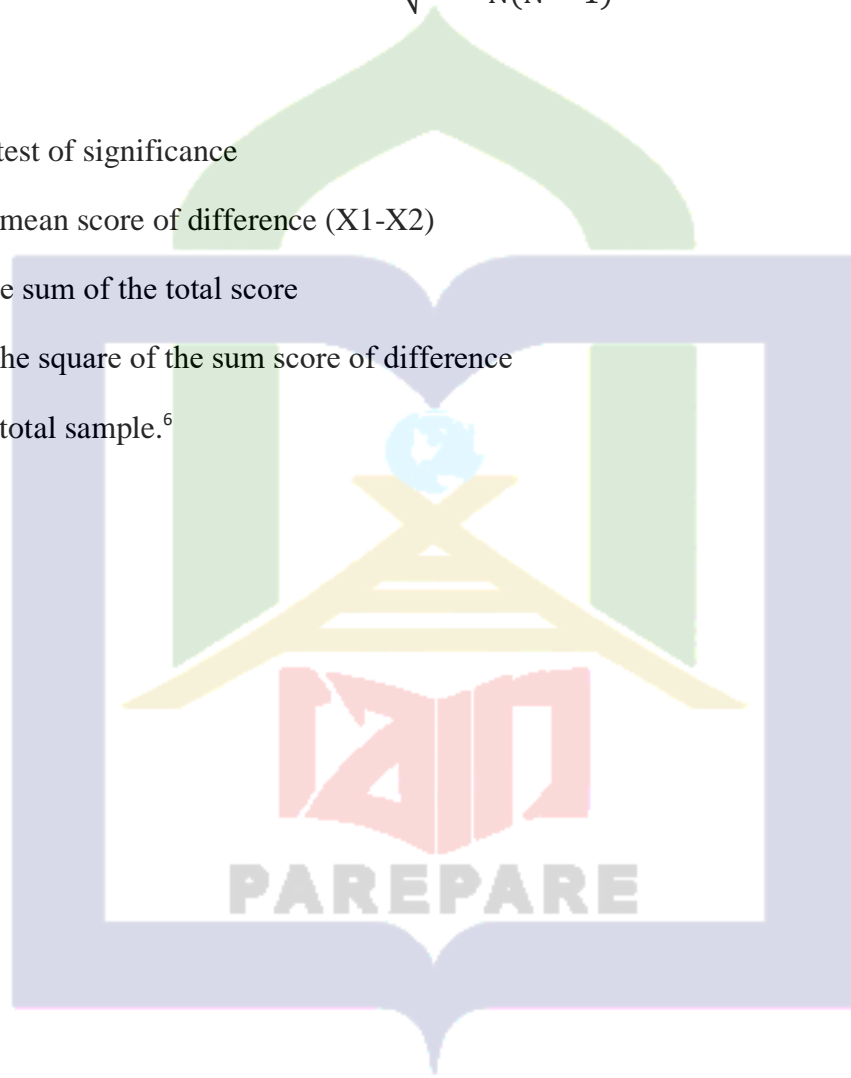 N(N − 1)
test of significance
mean score of difference (X1-X2)
e sum of the total score
he square of the sum score of difference
total sample.⁶
iain
PAREPARE